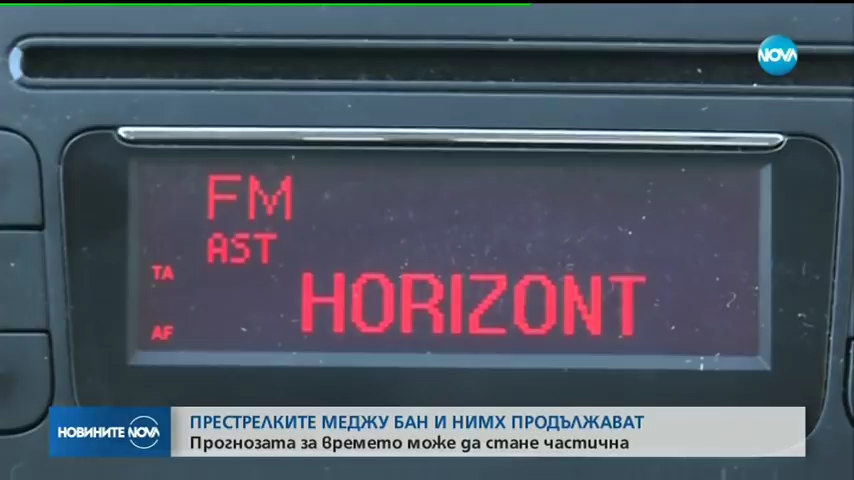 NOVA
FM
AST
TA
HORIZONT
AF
НОВИНИТЕ NOVA
ПРЕСТРЕЛКИТЕ МЕДЖУ БАН И НИМХ ПРОДЪЛЖАВАТ
Прогнозата за времето може да стане частична